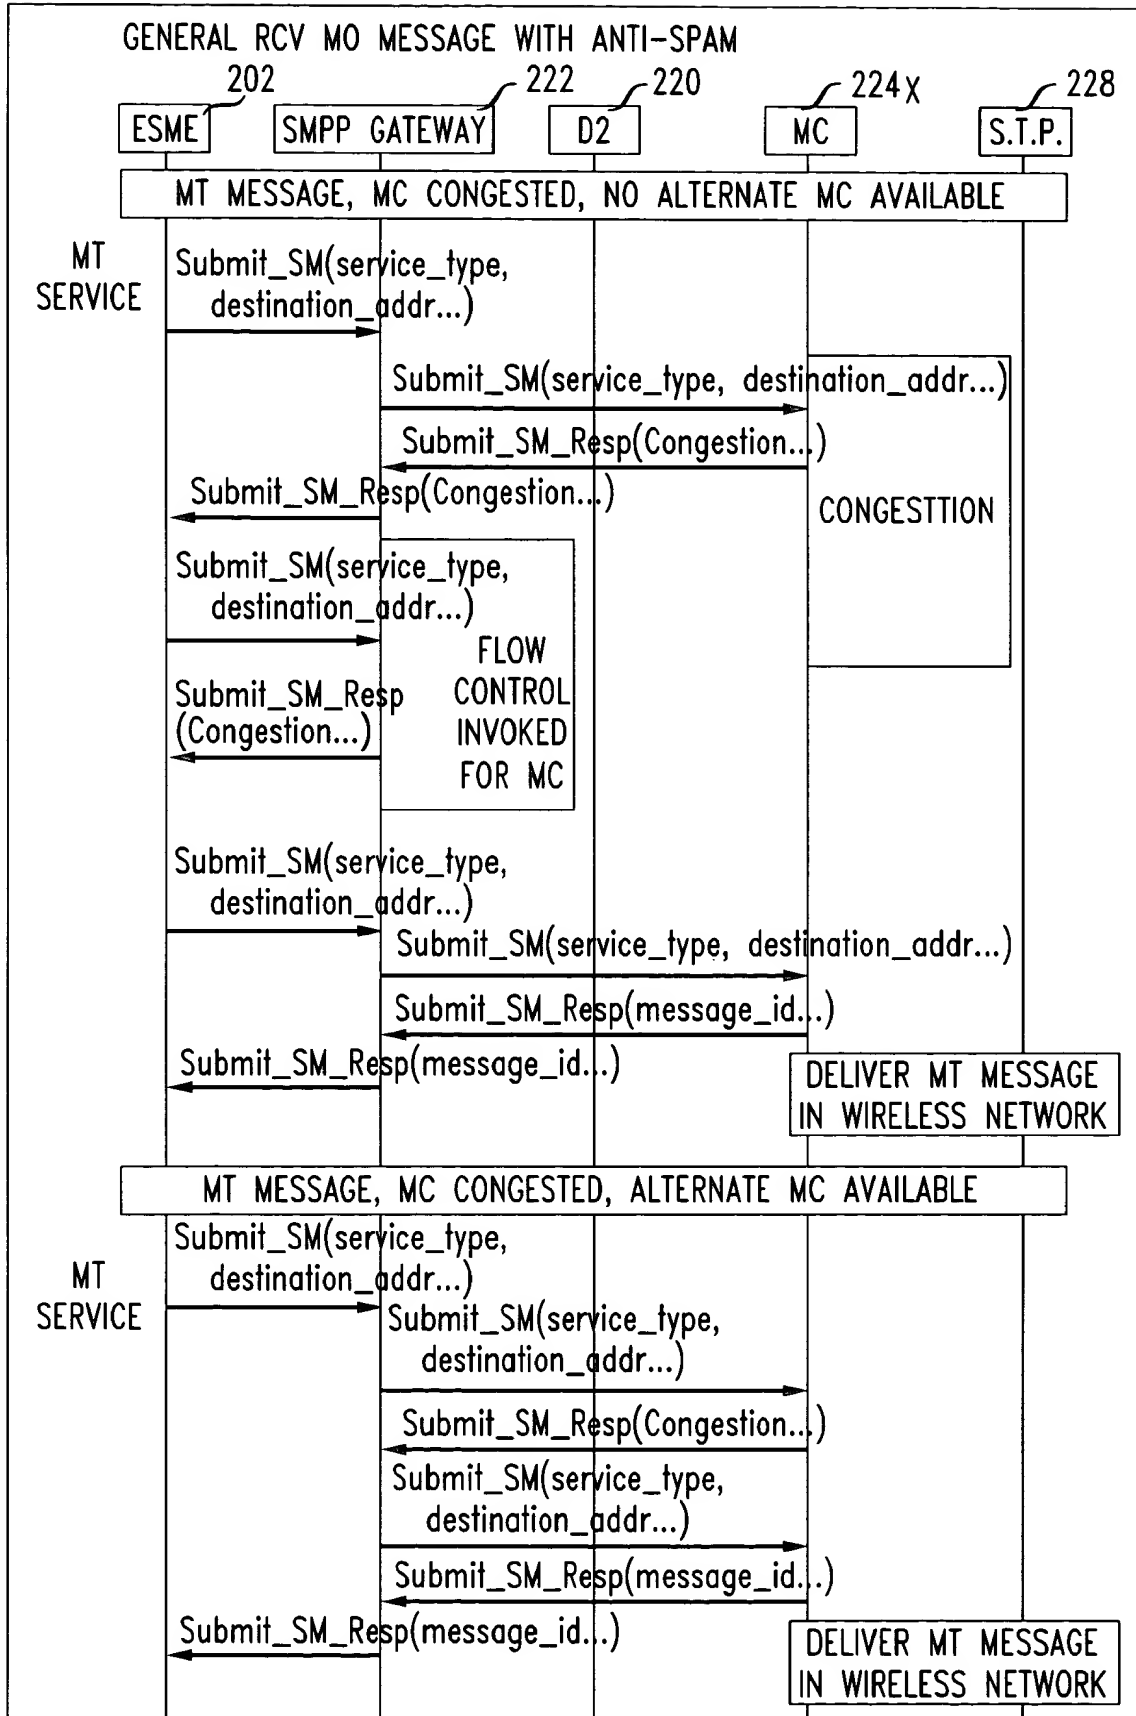 GENERAL RCV MO MESSAGE WITH ANTI-SPAM
202 222 220 224X 228
ESME SMPP GATEWAY D2 MC S.T.P.
MT MESSAGE, MC CONGESTED, NO ALTERNATE MC AVAILABLE
MT
SERVICE
Submit_SM(service_type,
destination_addr...)
Submit_SM(service_type, destination_addr...)
Submit_SM_Resp(Congestion...)
Submit_SM_Resp(Congestion...)
CONGESTTION
Submit_SM(service_type,
destination_addr...)
FLOW
CONTROL
INVOKED
FOR MC
Submit_SM_Resp
(Congestion...)
Submit_SM(service_type,
destination_addr...)
Submit_SM(service_type, destination_addr...)
Submit_SM_Resp(message_id...)
Submit_SM_Resp(message_id...)
DELIVER MT MESSAGE
IN WIRELESS NETWORK
MT MESSAGE, MC CONGESTED, ALTERNATE MC AVAILABLE
MT
SERVICE
Submit_SM(service_type,
destination_addr...)
Submit_SM(service_type,
destination_addr...)
Submit_SM_Resp(Congestion...)
Submit_SM(service_type,
destination_addr...)
Submit_SM_Resp(message_id...)
Submit_SM_Resp(message_id...)
DELIVER MT MESSAGE
IN WIRELESS NETWORK